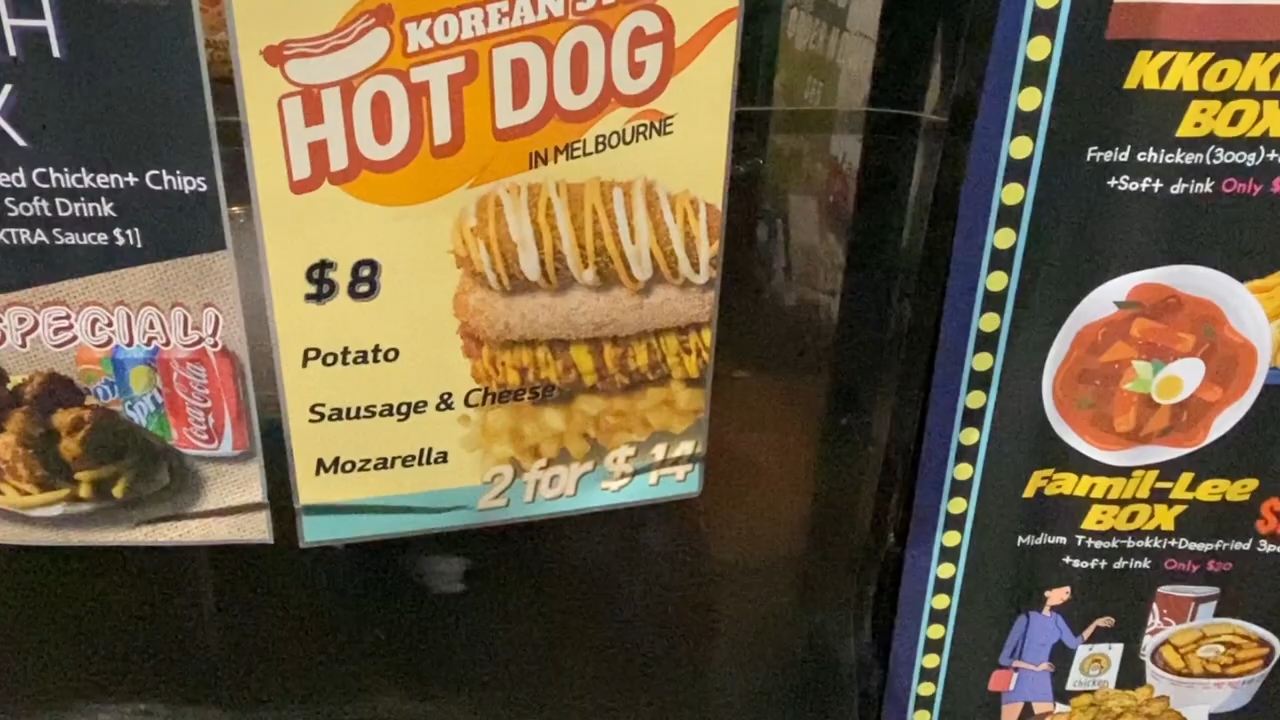 H
X
ed Chicken+ Chips
Soft Drink
XTRA Sauce $1]
SPECIAL!
Sprite
Coca-Cola
KOREAN
HOT DOG
IN MELBOURNE
$8
Potato
Sausage & Cheese
Mozarella
2 for $ 14
KKoK
BOX
Freid chicken(300g)+
+Soft drink Only $
Famil-Lee
BOX
$
Midium Tteok-bokki+Deepfried 3p
+soft drink Only $20
chicken